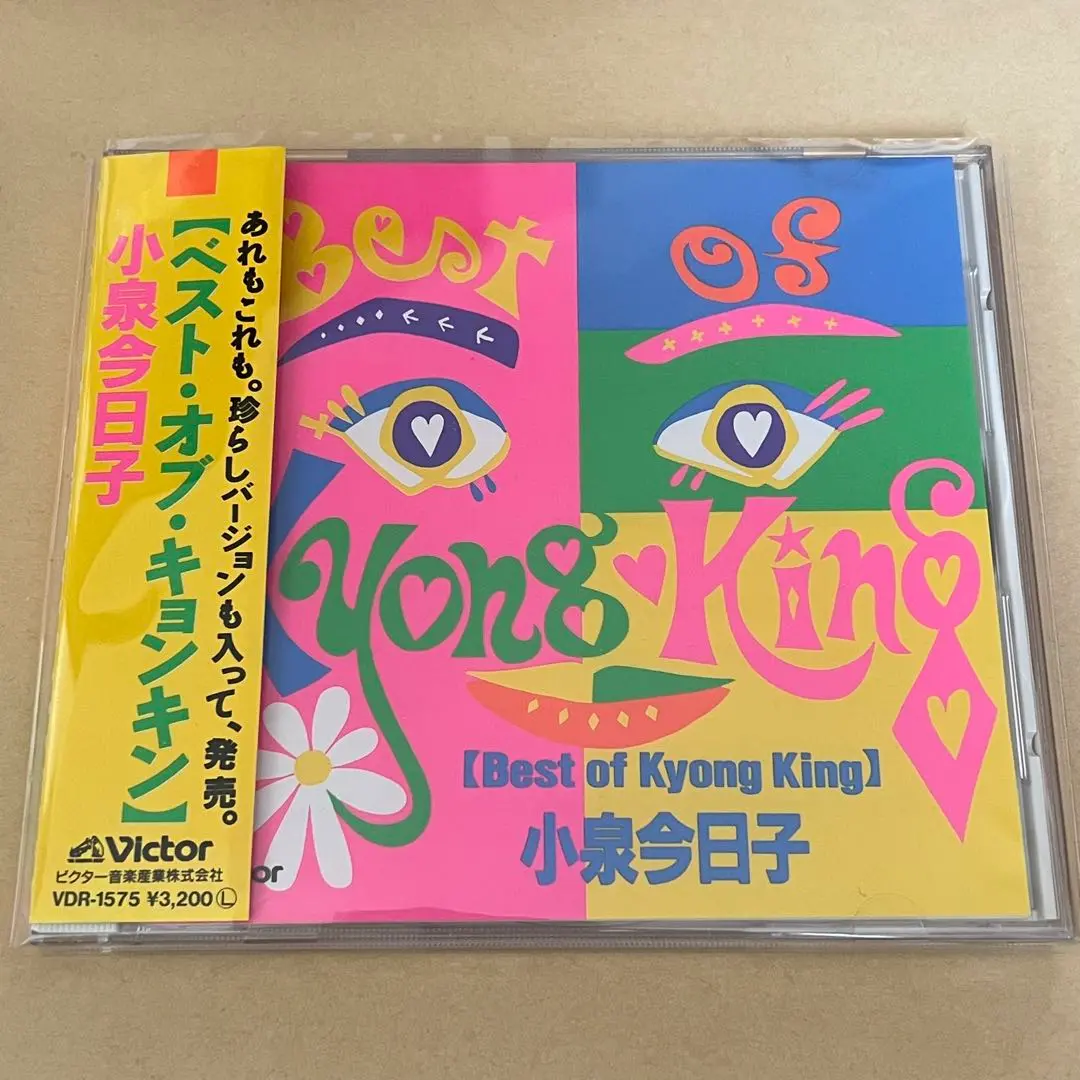 あれもこれも。珍らしバージョンも入って、発売。
【ベスト・オブ・キョンキン】
小泉今日子
Victor
ビクター音楽産業株式会社
VDR-1575 ¥3,200 Ⓛ
Best Of
Kyong King
【Best of Kyong King】
小泉今日子
or